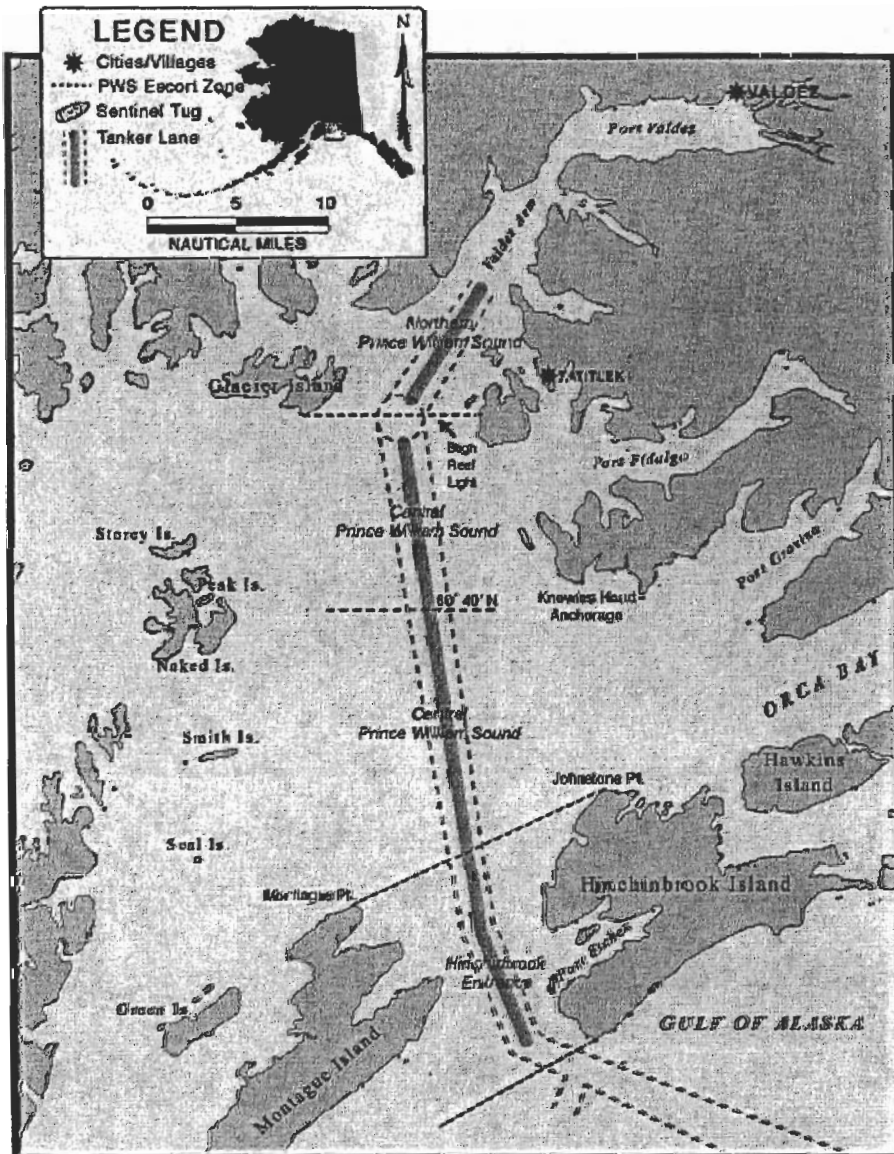 LEGEND
N
Cities/Villages
PWS Escort Zone
Sentinel Tug
Tanker Lane
0 5 10
NAUTICAL MILES
VALDEZ
Port Valdez
Valdez Arm
Northern
Prince William Sound
TATITLEK
Glacier Island
Bligh
Reef
Light
Port Fidalgo
Central
Prince William Sound
Storey Is.
Port Gravina
Peak Is.
60° 40' N
Knowles Head
Anchorage
Naked Is.
ORCA BAY
Central
Prince William Sound
Smith Is.
Hawkins
Island
Johnstone Pt.
Seal Is.
Hinchinbrook Island
Montague Pt.
Port Etches
Hinchinbrook
Entrance
Green Is.
GULF OF ALASKA
Montague Island